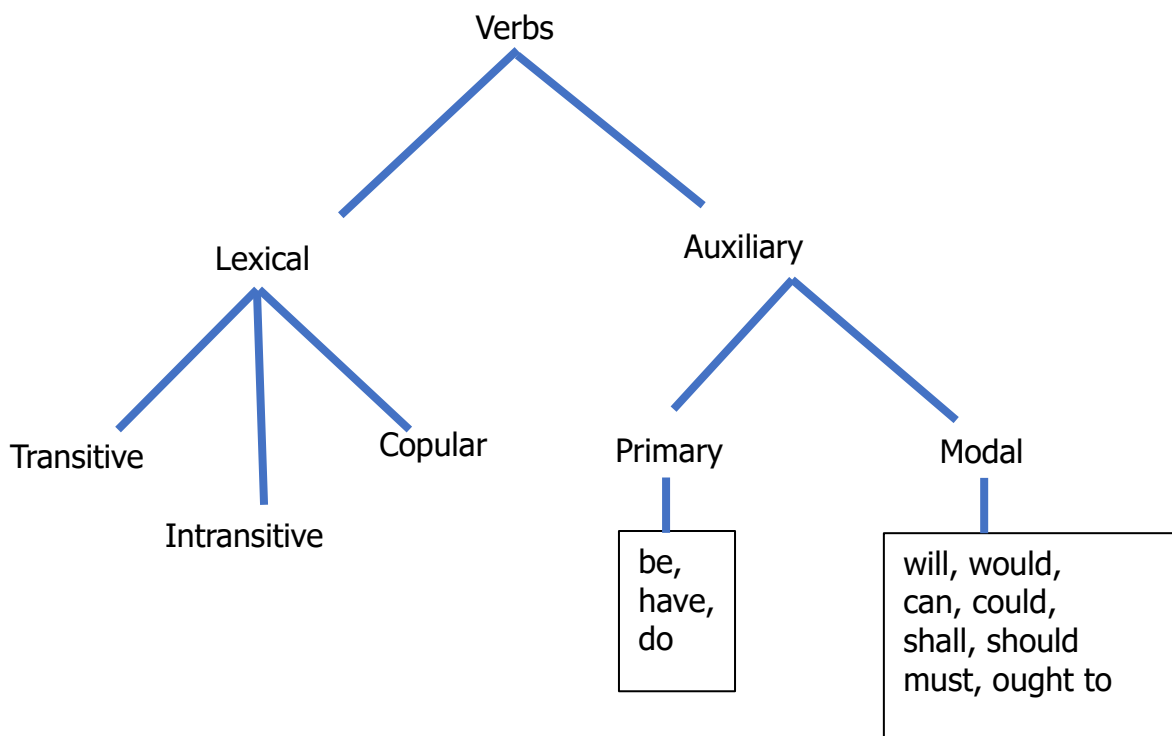 Verbs
Lexical
Auxiliary
Transitive
Intransitive
Copular
Primary
Modal
be,
have,
do
will, would,
can, could,
shall, should
must, ought to